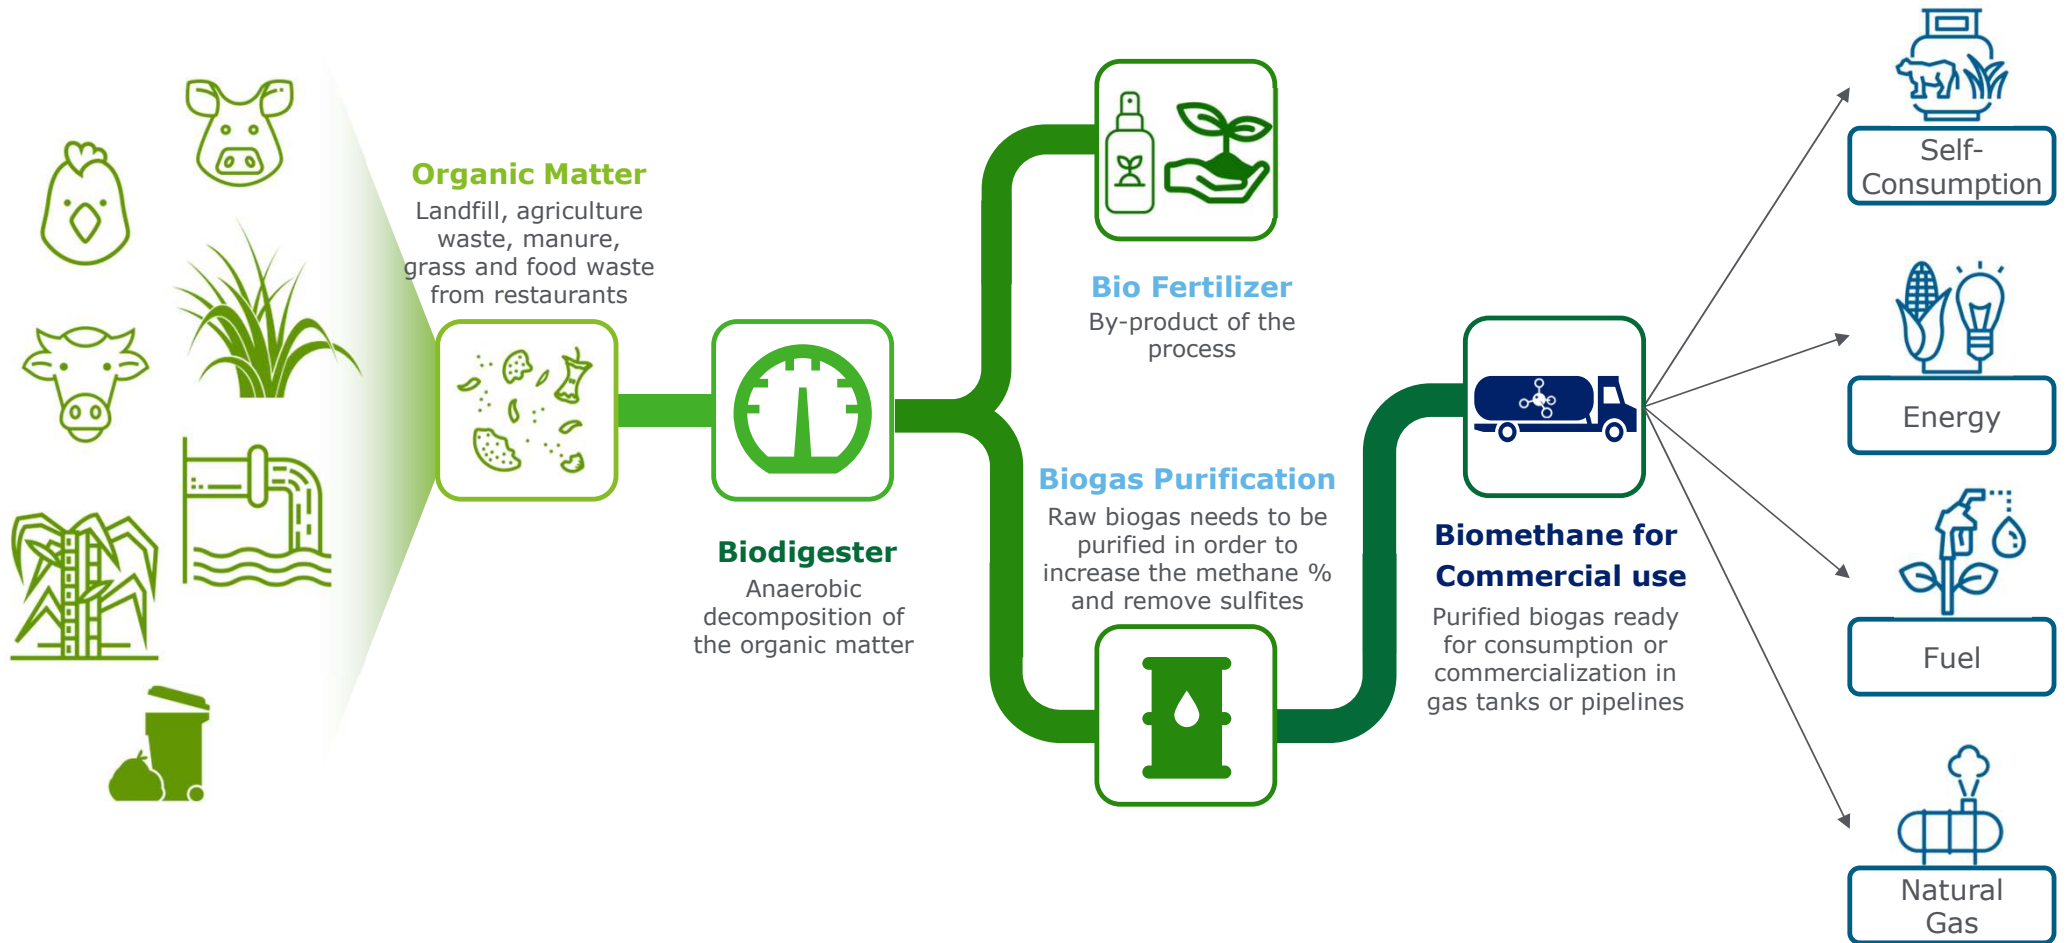 Organic Matter
Landfill, agriculture
waste, manure,
grass and food waste
from restaurants
Biodigester
Anaerobic
decomposition of
the organic matter
Bio Fertilizer
By-product of the
process
Biogas Purification
Raw biogas needs to be
purified in order to
increase the methane %
and remove sulfites
Biomethane for
Commercial use
Purified biogas ready
for consumption or
commercialization in
gas tanks or pipelines
Self-
Consumption
Energy
Fuel
Natural
Gas